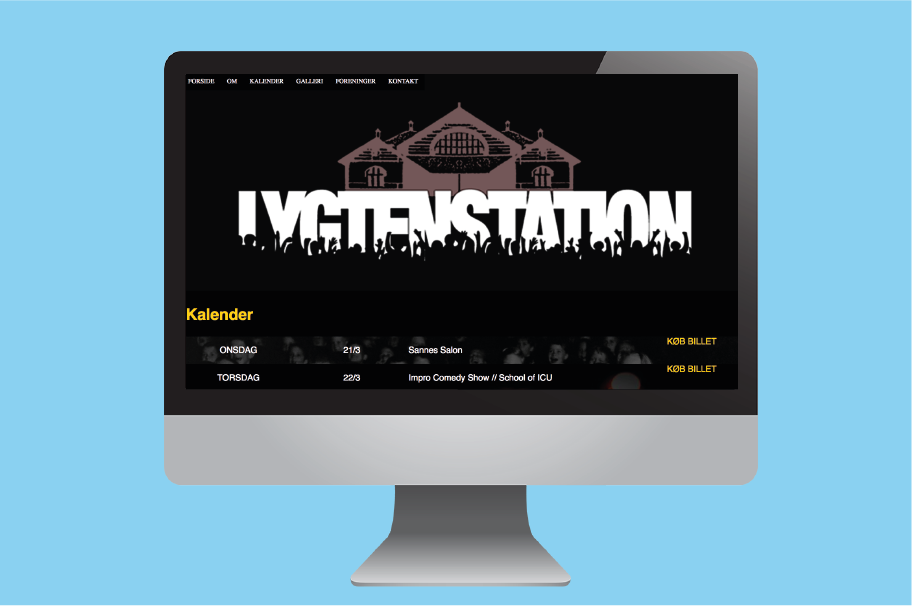 FORSIDE OM KALENDER GALLERI FORENINGER KONTAKT
LYGTENSTATION
Kalender
ONSDAG 21/3 Sannes Salon KØB BILLET
TORSDAG 22/3 Impro Comedy Show // School of ICU KØB BILLET